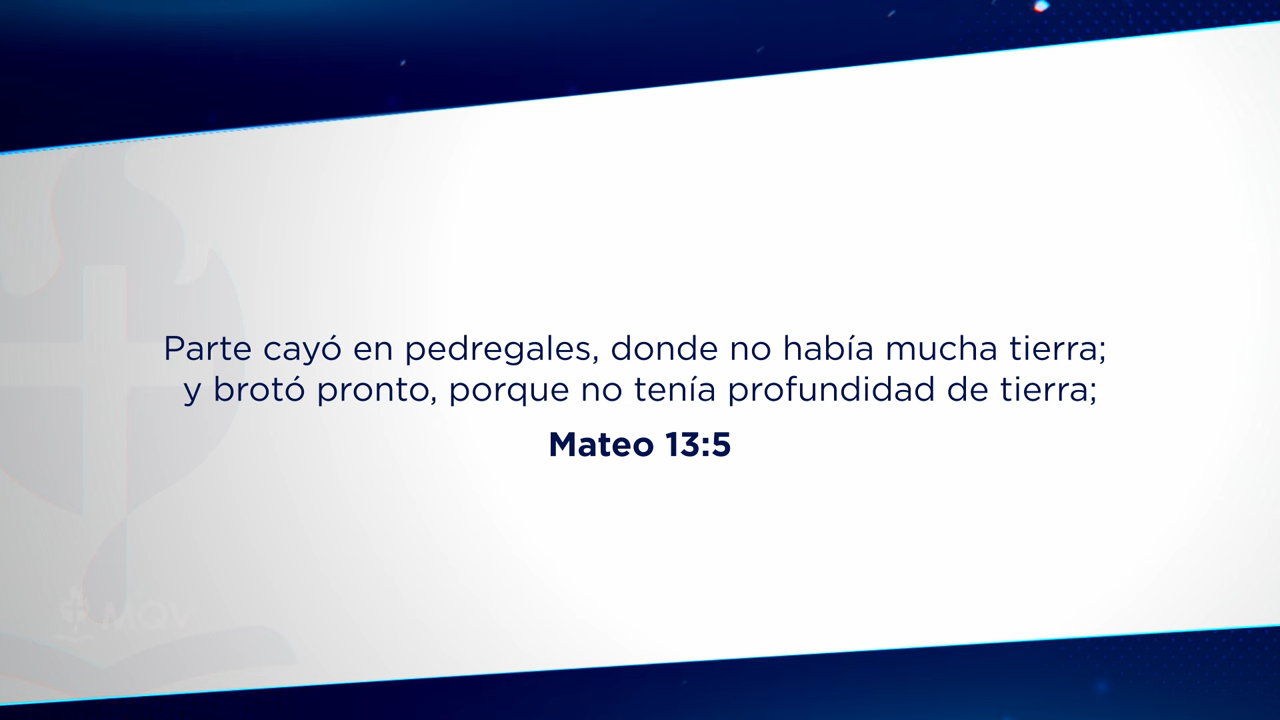 Parte cayó en pedregales, donde no había mucha tierra;
y brotó pronto, porque no tenía profundidad de tierra;
Mateo 13:5
MQV